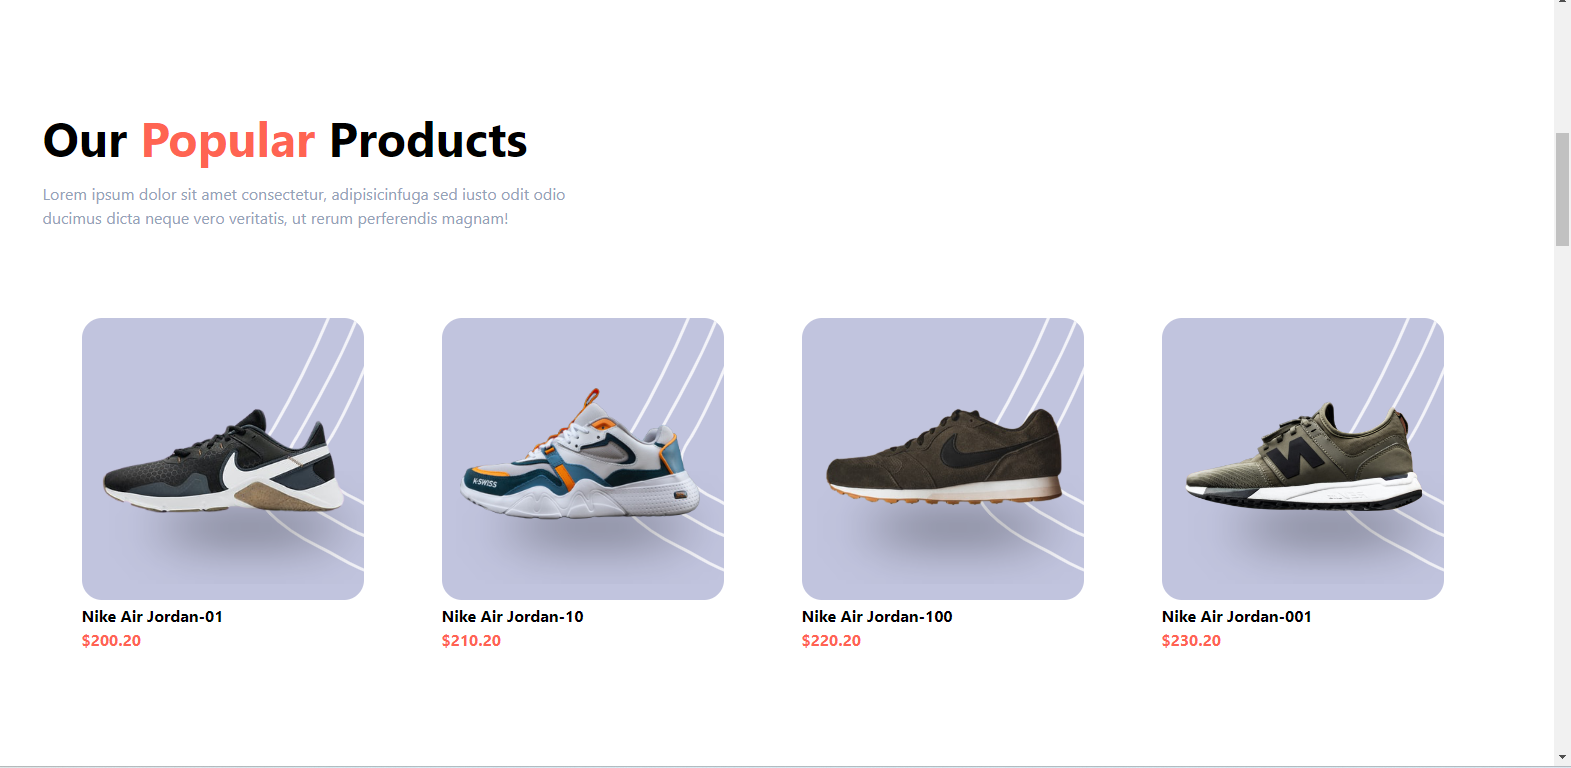 Our Popular Products
Lorem ipsum dolor sit amet consectetur, adipisicinfuga sed iusto odit odio
ducimus dicta neque vero veritatis, ut rerum perferendis magnam!
K-SWISS
N
Nike Air Jordan-01
$200.20
Nike Air Jordan-10
$210.20
Nike Air Jordan-100
$220.20
Nike Air Jordan-001
$230.20